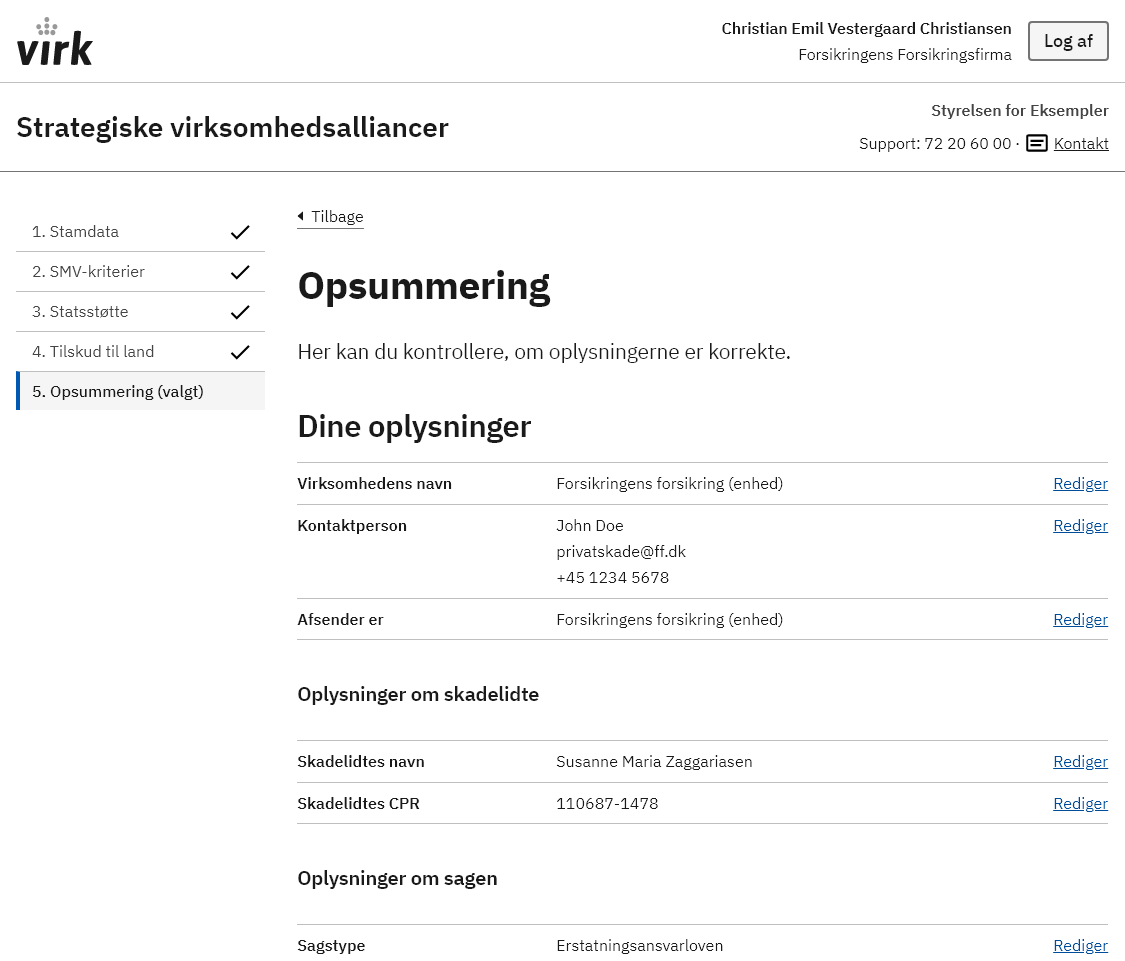 virk
Christian Emil Vestergaard Christiansen
Forsikringens Forsikringsfirma
Log af
Strategiske virksomhedsalliancer
Styrelsen for Eksempler
Support: 72 20 60 00 · Kontakt
1. Stamdata
2. SMV-kriterier
3. Statsstøtte
4. Tilskud til land
5. Opsummering (valgt)
Tilbage
Opsummering
Her kan du kontrollere, om oplysningerne er korrekte.
Dine oplysninger
Virksomhedens navn Forsikringens forsikring (enhed) Rediger
Kontaktperson John Doe Rediger
privatskade@ff.dk
+45 1234 5678
Afsender er Forsikringens forsikring (enhed) Rediger
Oplysninger om skadelidte
Skadelidtes navn Susanne Maria Zaggariasen Rediger
Skadelidtes CPR 110687-1478 Rediger
Oplysninger om sagen
Sagstype Erstatningsansvarloven Rediger